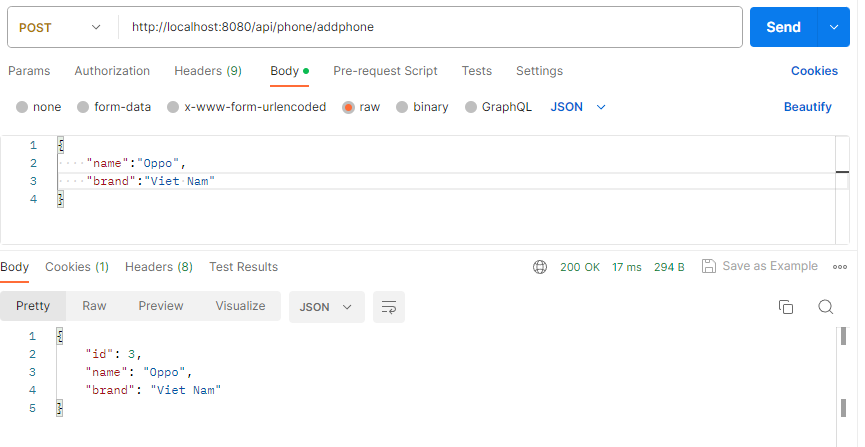 POST http://localhost:8080/api/phone/addphone Send
Params Authorization Headers (9) Body Pre-request Script Tests Settings Cookies
none form-data x-www-form-urlencoded raw binary GraphQL JSON Beautify
1 {
2 "name":"Oppo",
3 "brand":"Viet Nam"
4 }
Body Cookies (1) Headers (8) Test Results 200 OK 17 ms 294 B Save as Example
Pretty Raw Preview Visualize JSON
1 {
2 "id": 3,
3 "name": "Oppo",
4 "brand": "Viet Nam"
5 }